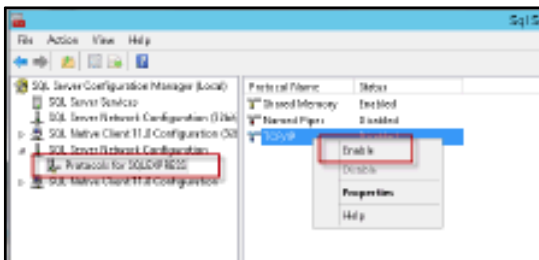 Sql S
File Action View Help
SQL Server Configuration Manager (Local)
SQL Server Services
SQL Server Network Configuration (32bit
SQL Native Client 11.0 Configuration (32
SQL Server Network Configuration
Protocols for SQLEXPRESS
SQL Native Client 11.0 Configuration
Protocol Name Status
Shared Memory Enabled
Named Pipes Disabled
TCP/IP
Enable
Disable
Properties
Help